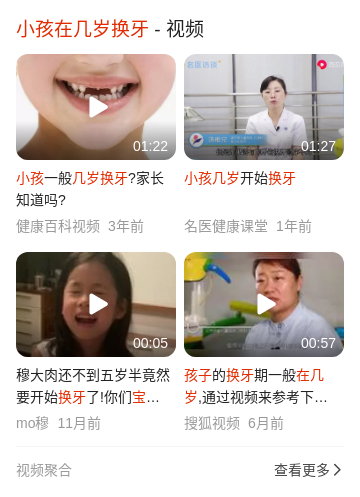 小孩在几岁换牙 - 视频
名医访谈
01:22
01:27
小孩一般几岁换牙?家长
知道吗?
小孩几岁开始换牙
健康百科视频 3年前
名医健康课堂 1年前
00:05
00:57
穆大肉还不到五岁半竟然
要开始换牙了!你们宝…
孩子的换牙期一般在几
岁,通过视频来参考下…
mo穆 11月前
搜狐视频 6月前
视频聚合
查看更多